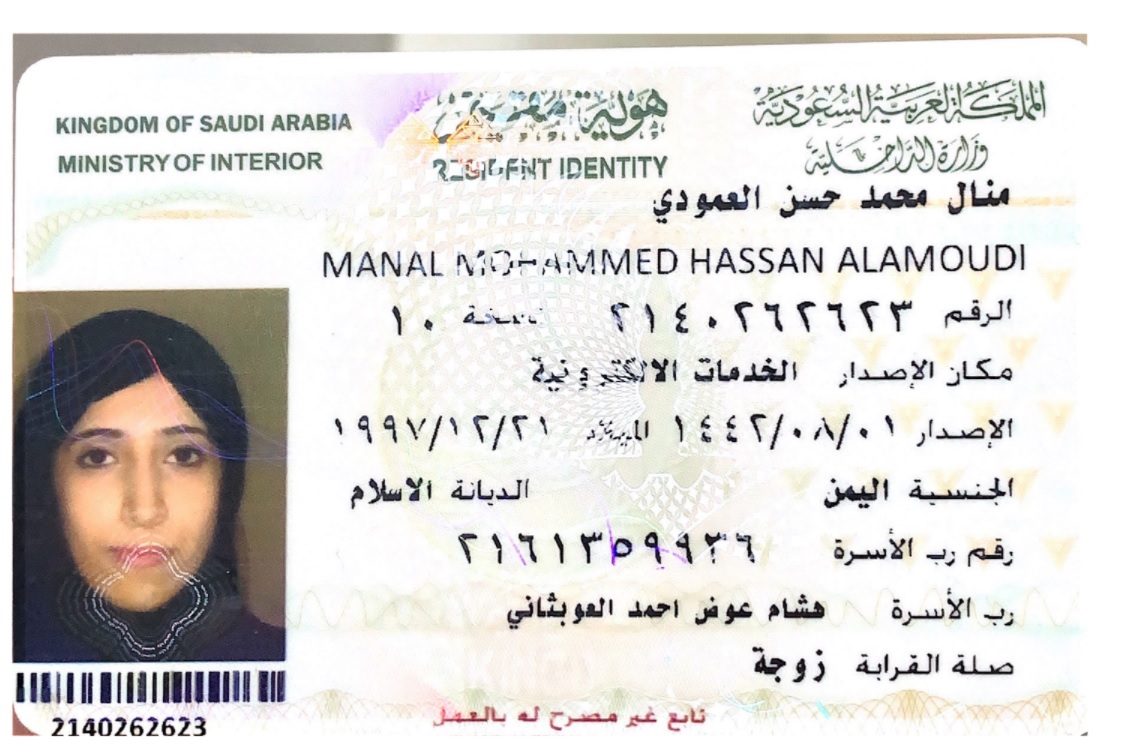 المملكة العربية السعودية
وزارة الداخلية
هوية مقيم
KINGDOM OF SAUDI ARABIA
MINISTRY OF INTERIOR
RESIDENT IDENTITY
منال محمد حسن العمودي
MANAL MOHAMMED HASSAN ALAMOUDI
الرقم ٢١٤٠٢٦٢٦٢٣ نسخة ١٠
مكان الإصدار الخدمات الالكترونية
الإصدار ١٤٤٢/٠٨/٠١ الميلاد ١٩٩٧/١٢/٢١
الجنسية اليمن الديانة الاسلام
رقم رب الأسرة ٢١٦١٣٥٩٩٣٦
رب الأسرة هشام عوض احمد العوبثاني
صلة القرابة زوجة
تابع غير مصرح له بالعمل
2140262623